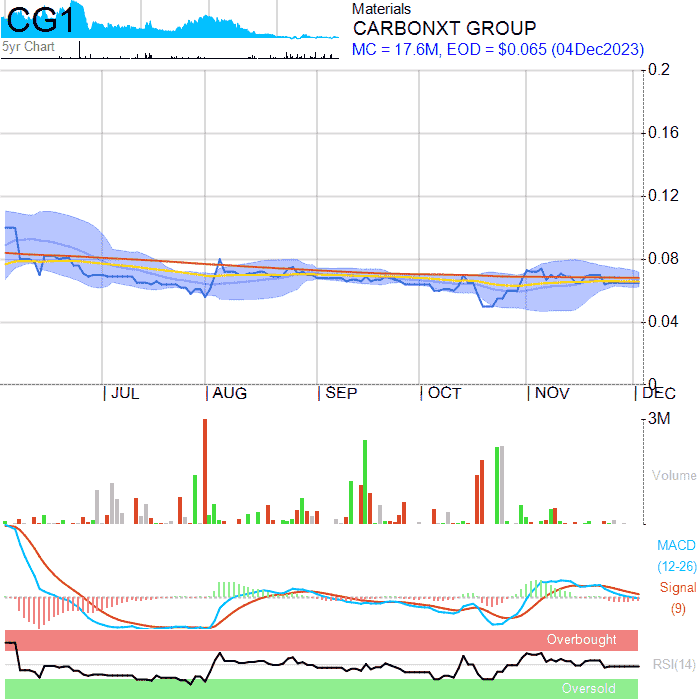 CG1
5yr Chart
Materials
CARBONXT GROUP
MC = 17.6M, EOD = $0.065 (04Dec2023)
0.2
0.16
0.12
0.08
0.04
0
JUL AUG SEP OCT NOV DEC
3M
Volume
MACD
(12-26)
Signal
(9)
Overbought
RSI(14)
Oversold